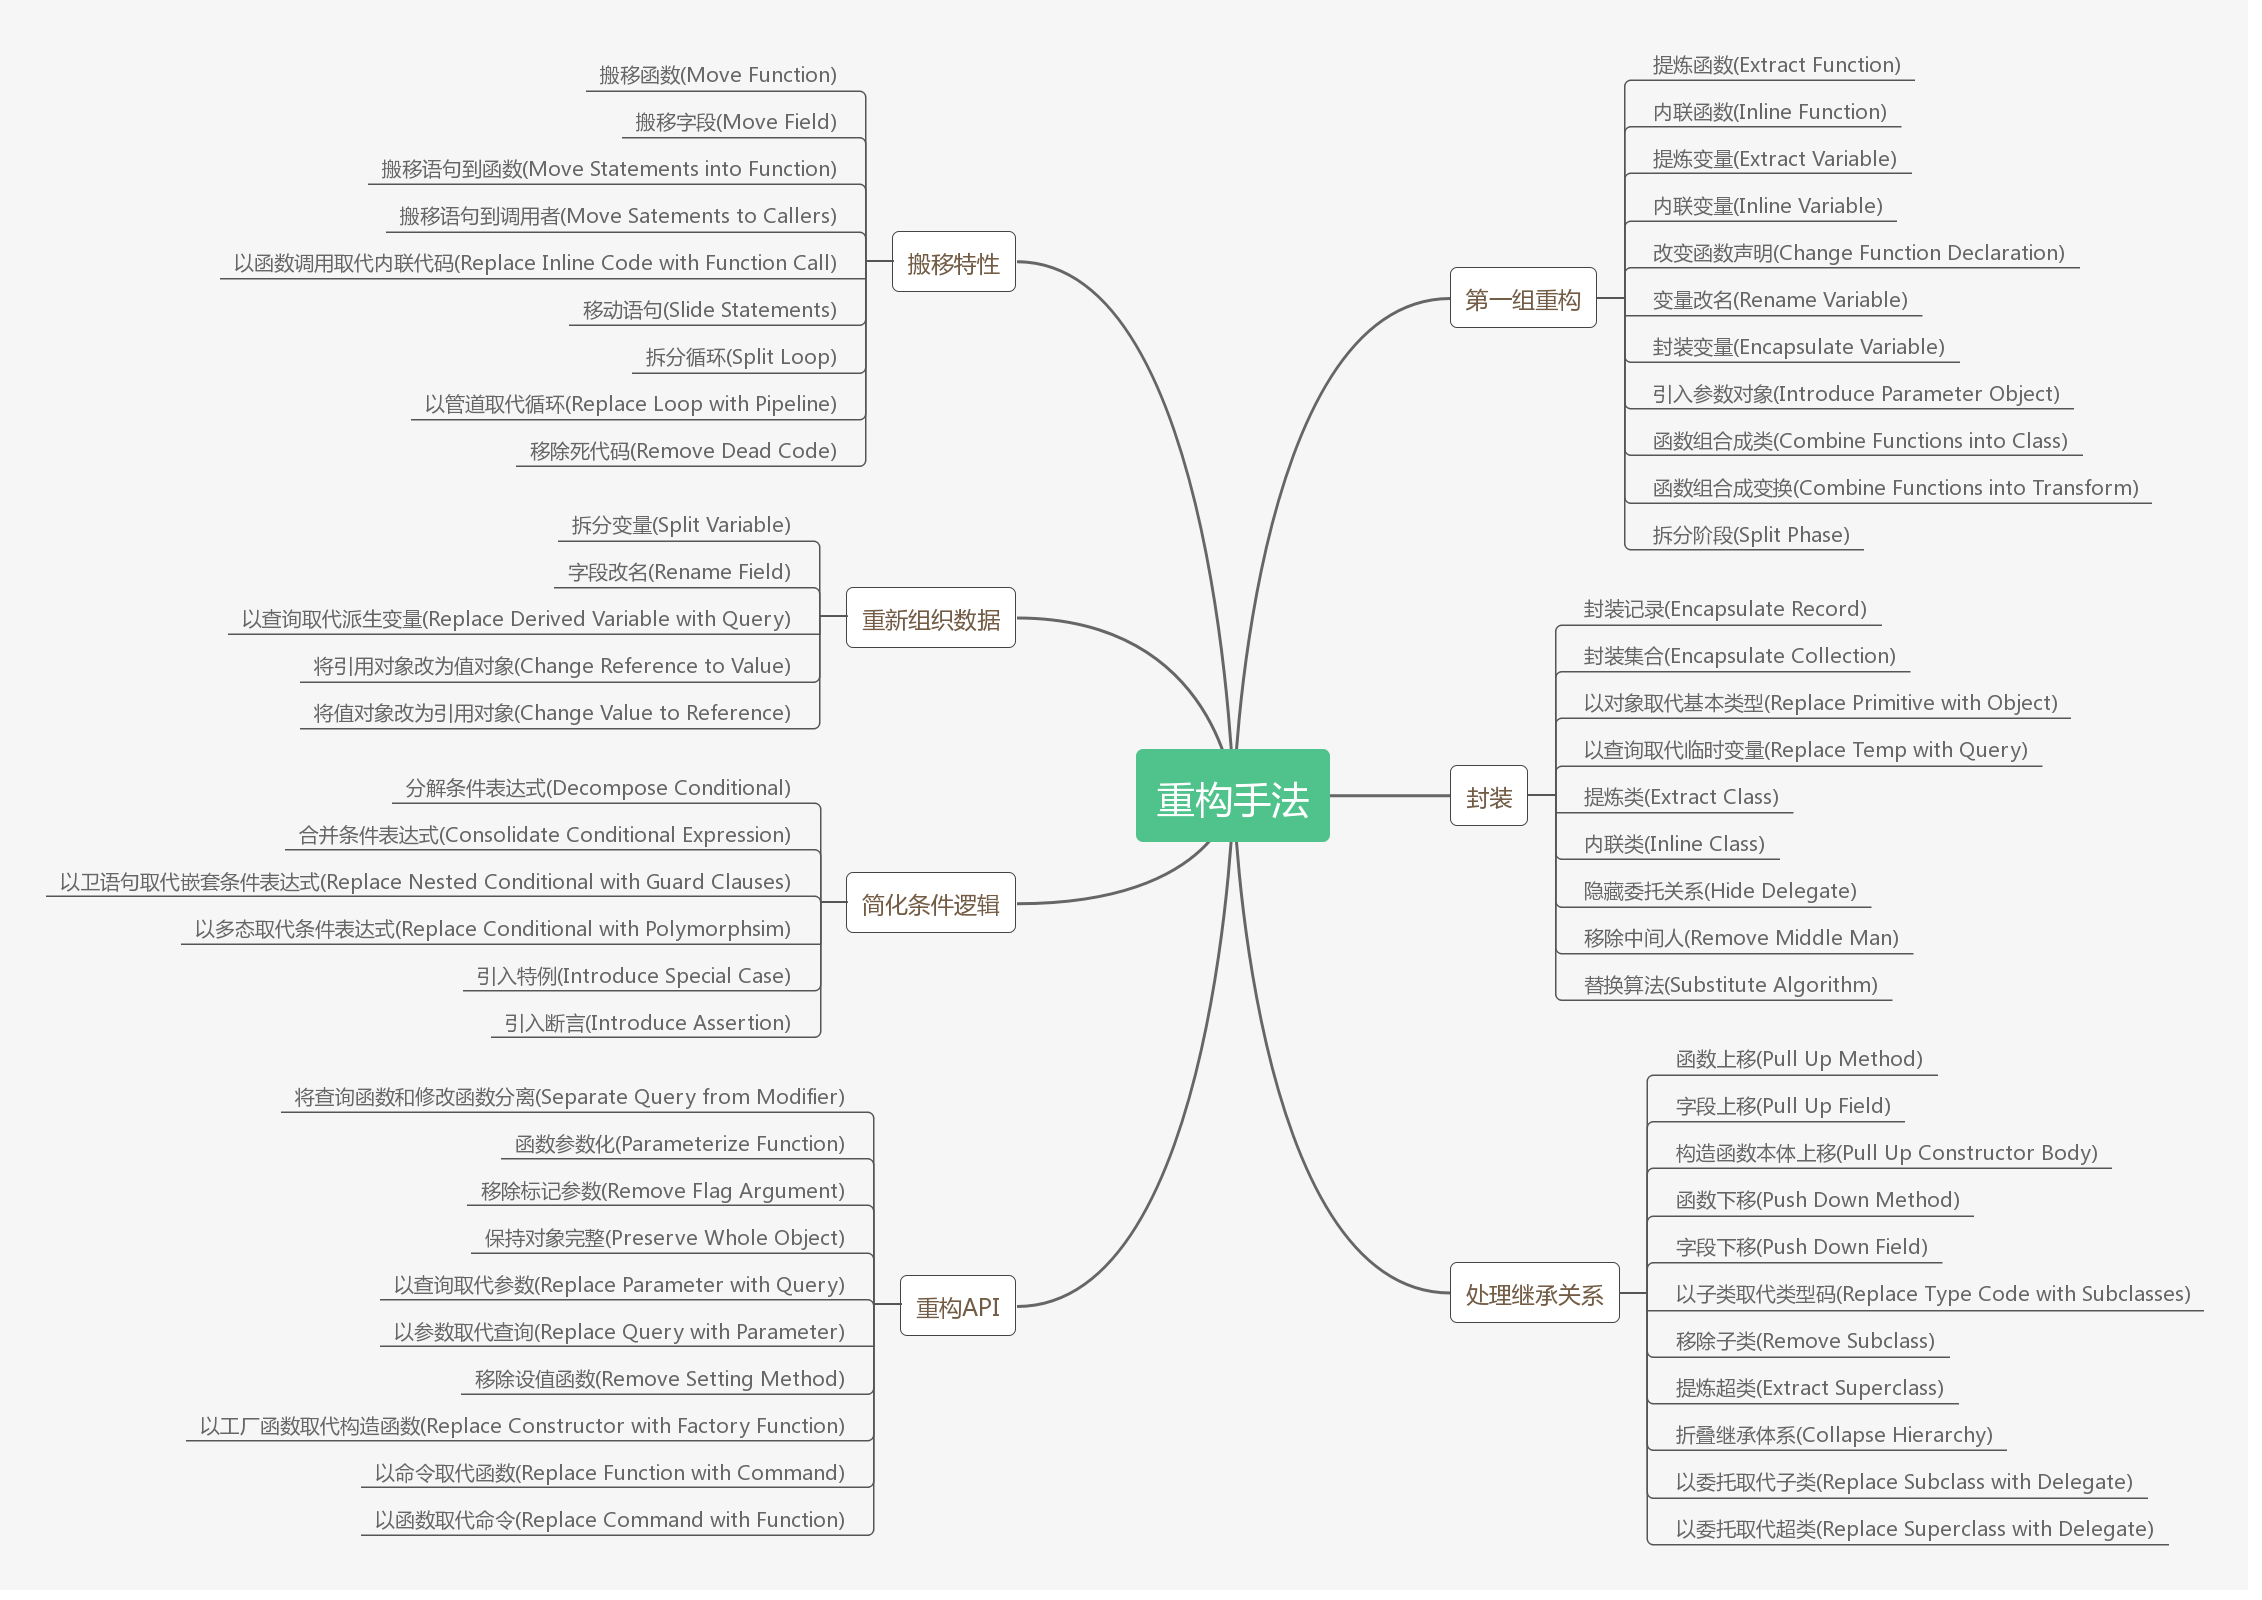 重构手法
第一组重构
提炼函数(Extract Function)
内联函数(Inline Function)
提炼变量(Extract Variable)
内联变量(Inline Variable)
改变函数声明(Change Function Declaration)
变量改名(Rename Variable)
封装变量(Encapsulate Variable)
引入参数对象(Introduce Parameter Object)
函数组合成类(Combine Functions into Class)
函数组合成变换(Combine Functions into Transform)
拆分阶段(Split Phase)
封装
封装记录(Encapsulate Record)
封装集合(Encapsulate Collection)
以对象取代基本类型(Replace Primitive with Object)
以查询取代临时变量(Replace Temp with Query)
提炼类(Extract Class)
内联类(Inline Class)
隐藏委托关系(Hide Delegate)
移除中间人(Remove Middle Man)
替换算法(Substitute Algorithm)
处理继承关系
函数上移(Pull Up Method)
字段上移(Pull Up Field)
构造函数本体上移(Pull Up Constructor Body)
函数下移(Push Down Method)
字段下移(Push Down Field)
以子类取代类型码(Replace Type Code with Subclasses)
移除子类(Remove Subclass)
提炼超类(Extract Superclass)
折叠继承体系(Collapse Hierarchy)
以委托取代子类(Replace Subclass with Delegate)
以委托取代超类(Replace Superclass with Delegate)
搬移特性
搬移函数(Move Function)
搬移字段(Move Field)
搬移语句到函数(Move Statements into Function)
搬移语句到调用者(Move Satements to Callers)
以函数调用取代内联代码(Replace Inline Code with Function Call)
移动语句(Slide Statements)
拆分循环(Split Loop)
以管道取代循环(Replace Loop with Pipeline)
移除死代码(Remove Dead Code)
重新组织数据
拆分变量(Split Variable)
字段改名(Rename Field)
以查询取代派生变量(Replace Derived Variable with Query)
将引用对象改为值对象(Change Reference to Value)
将值对象改为引用对象(Change Value to Reference)
简化条件逻辑
分解条件表达式(Decompose Conditional)
合并条件表达式(Consolidate Conditional Expression)
以卫语句取代嵌套条件表达式(Replace Nested Conditional with Guard Clauses)
以多态取代条件表达式(Replace Conditional with Polymorphsim)
引入特例(Introduce Special Case)
引入断言(Introduce Assertion)
重构API
将查询函数和修改函数分离(Separate Query from Modifier)
函数参数化(Parameterize Function)
移除标记参数(Remove Flag Argument)
保持对象完整(Preserve Whole Object)
以查询取代参数(Replace Parameter with Query)
以参数取代查询(Replace Query with Parameter)
移除设值函数(Remove Setting Method)
以工厂函数取代构造函数(Replace Constructor with Factory Function)
以命令取代函数(Replace Function with Command)
以函数取代命令(Replace Command with Function)